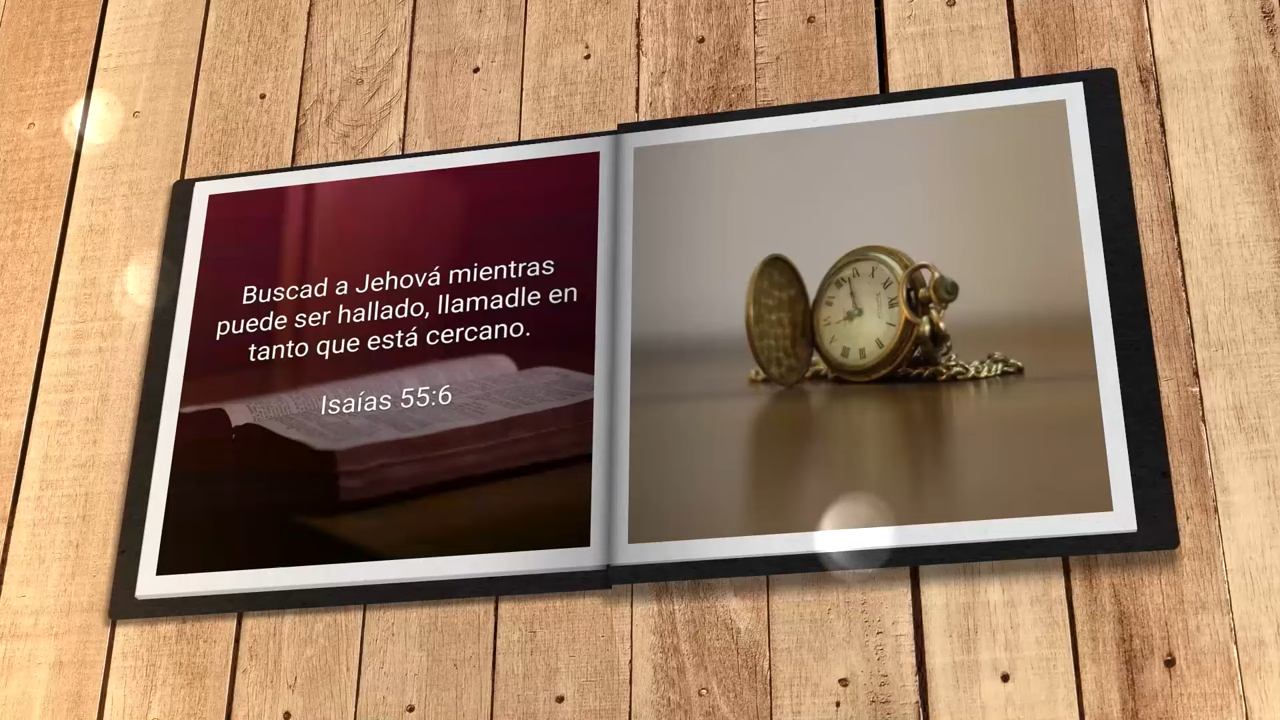 Buscad a Jehová mientras
puede ser hallado, llamadle en
tanto que está cercano.
Isaías 55:6